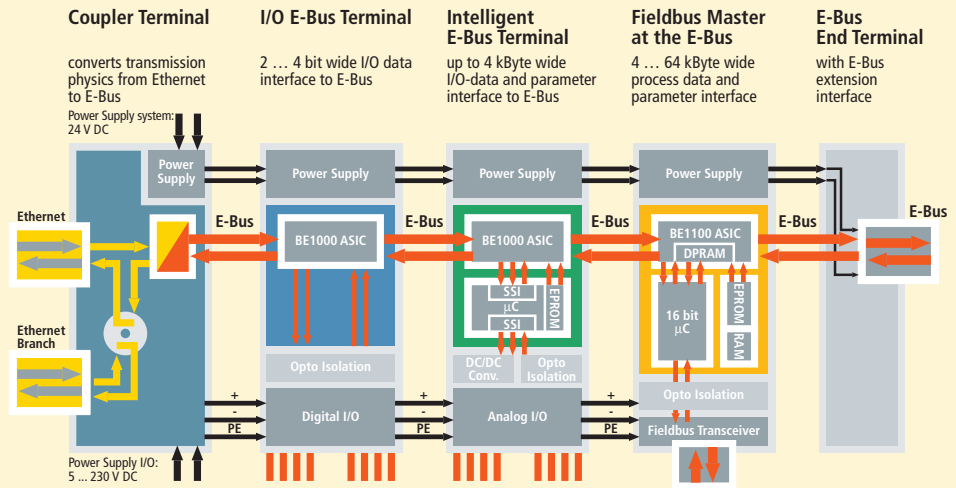 Coupler Terminal
converts transmission
physics from Ethernet
to E-Bus
I/O E-Bus Terminal
2 … 4 bit wide I/O data
interface to E-Bus
Intelligent
E-Bus Terminal
up to 4 kByte wide
I/O-data and parameter
interface to E-Bus
Fieldbus Master
at the E-Bus
4 … 64 kByte wide
process data and
parameter interface
E-Bus
End Terminal
with E-Bus
extension
interface
Power Supply system:
24 V DC
Power
Supply
Power Supply
Power Supply
Power Supply
Ethernet
E-Bus
BE1000 ASIC
E-Bus
BE1000 ASIC
E-Bus
BE1100 ASIC
DPRAM
E-Bus
E-Bus
SSI
µC
SSI
EPROM
16 bit
µC
EPROM
RAM
Ethernet
Branch
Opto Isolation
DC/DC
Conv.
Opto
Isolation
Opto Isolation
+
-
PE
Digital I/O
+
-
PE
Analog I/O
+
-
PE
Fieldbus Transceiver
Power Supply I/O:
5 ... 230 V DC